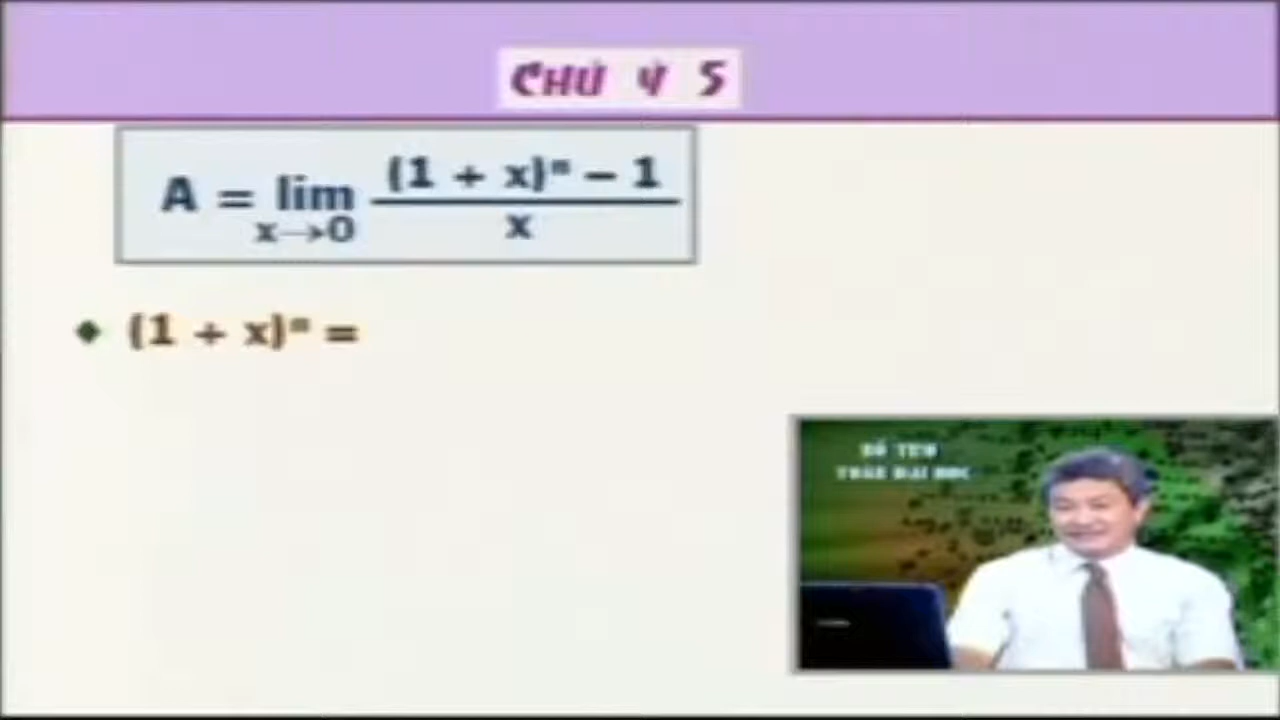 CHÚ Ý 5
A = lim (1 + x)ⁿ − 1
x→0 x
(1 + x)ⁿ =